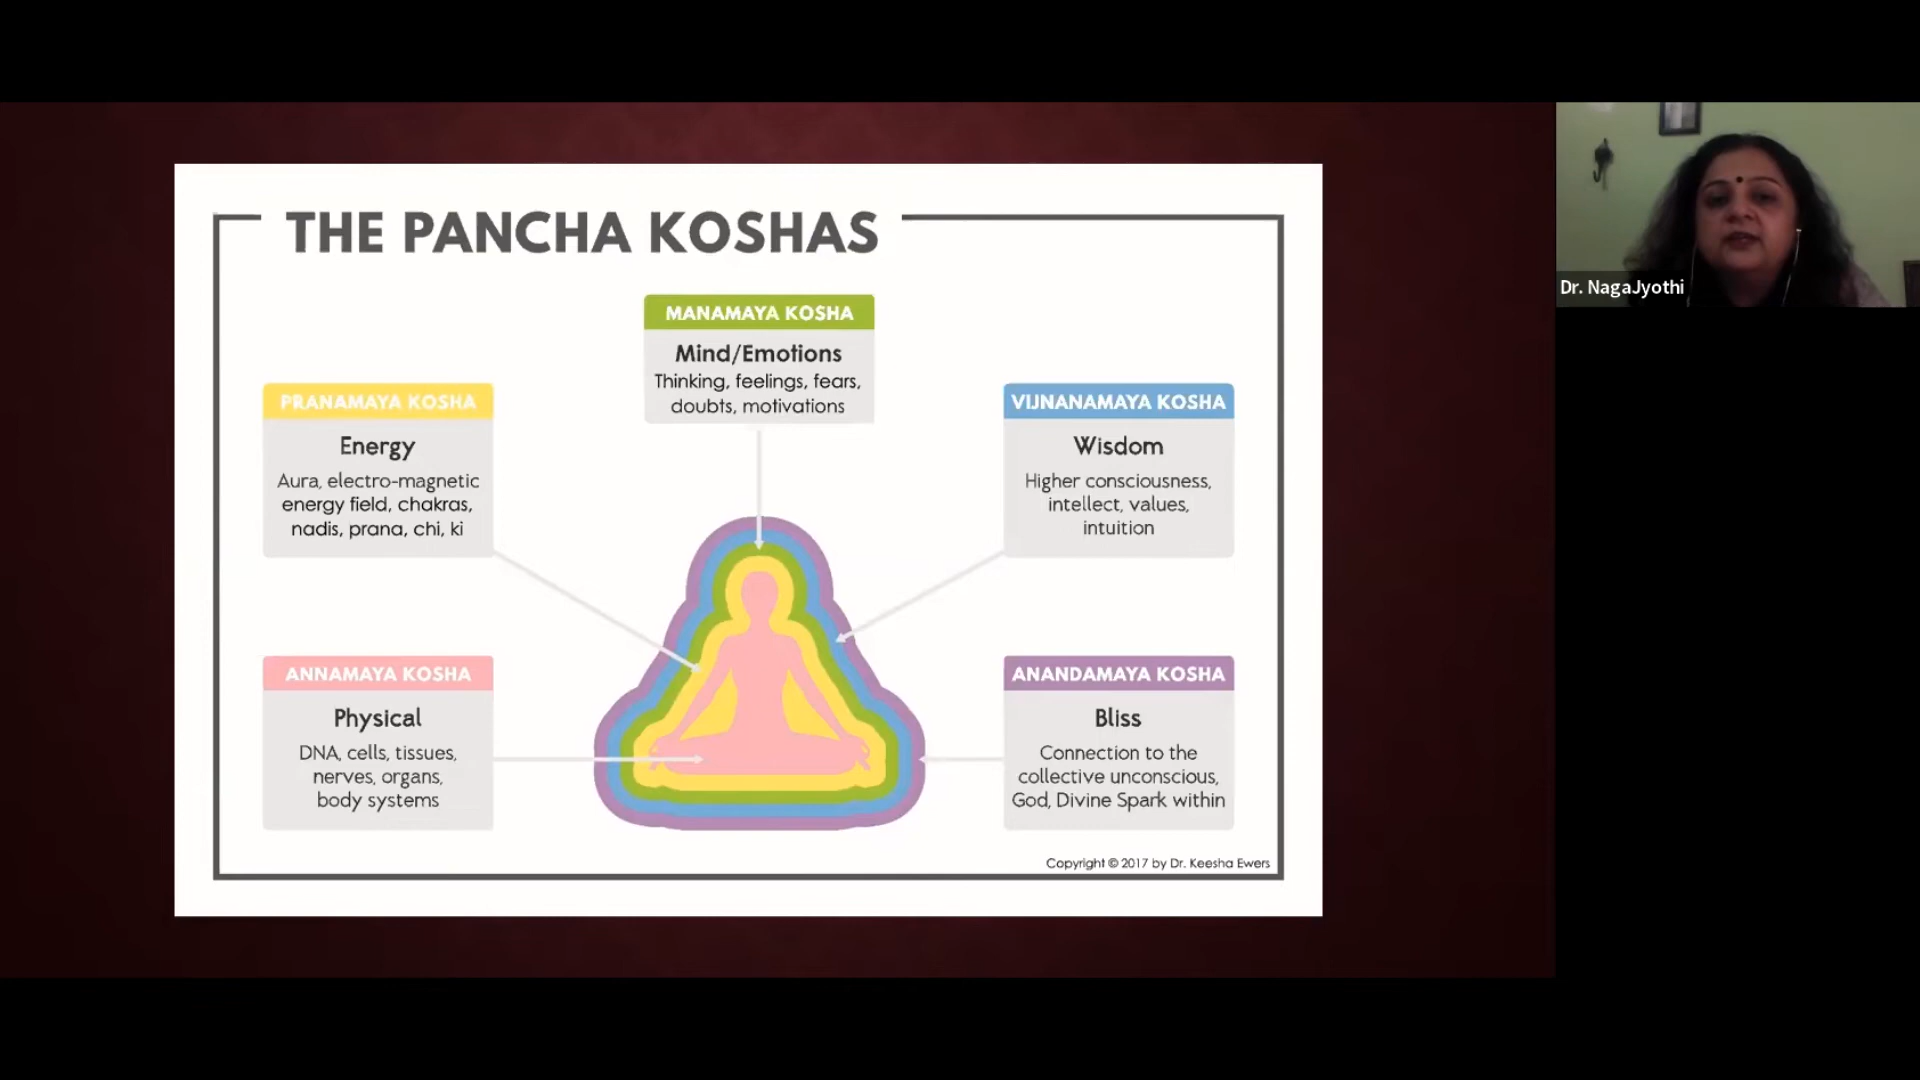 THE PANCHA KOSHAS
MANAMAYA KOSHA
Mind/Emotions
Thinking, feelings, fears,
doubts, motivations
PRANAMAYA KOSHA
Energy
Aura, electro-magnetic
energy field, chakras,
nadis, prana, chi, ki
VIJNANAMAYA KOSHA
Wisdom
Higher consciousness,
intellect, values,
intuition
ANNAMAYA KOSHA
Physical
DNA, cells, tissues,
nerves, organs,
body systems
ANANDAMAYA KOSHA
Bliss
Connection to the
collective unconscious,
God, Divine Spark within
Copyright © 2017 by Dr. Keesha Ewers
Dr. NagaJyothi